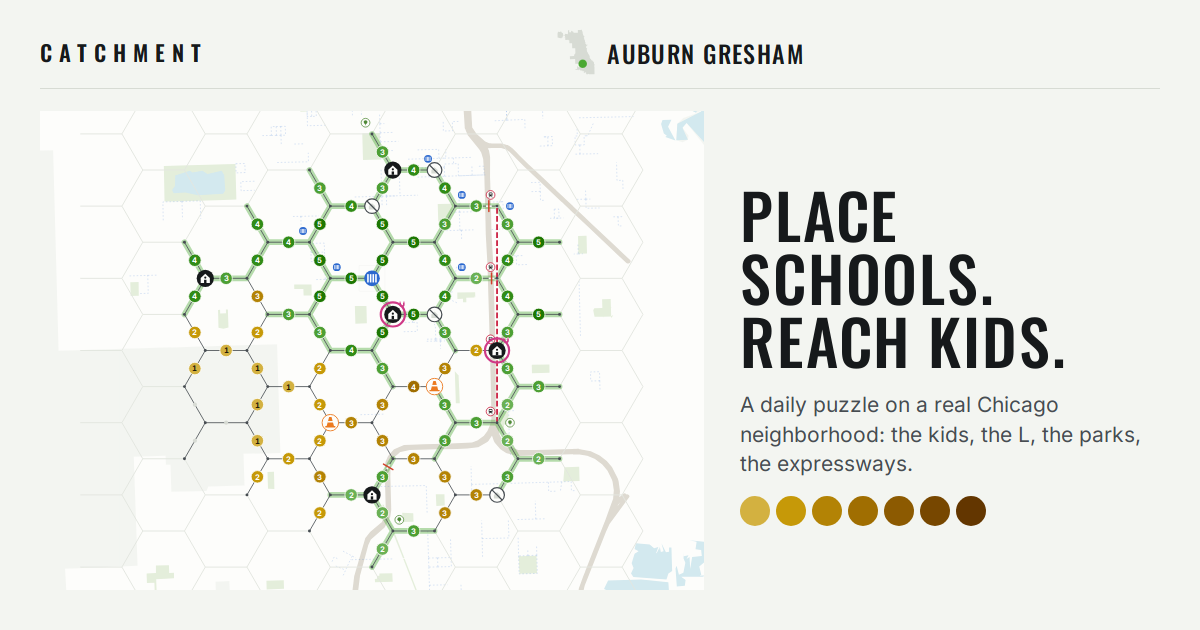 CATCHMENT
AUBURN GRESHAM
PLACE
SCHOOLS.
REACH KIDS.
A daily puzzle on a real Chicago
neighborhood: the kids, the L, the parks,
the expressways.